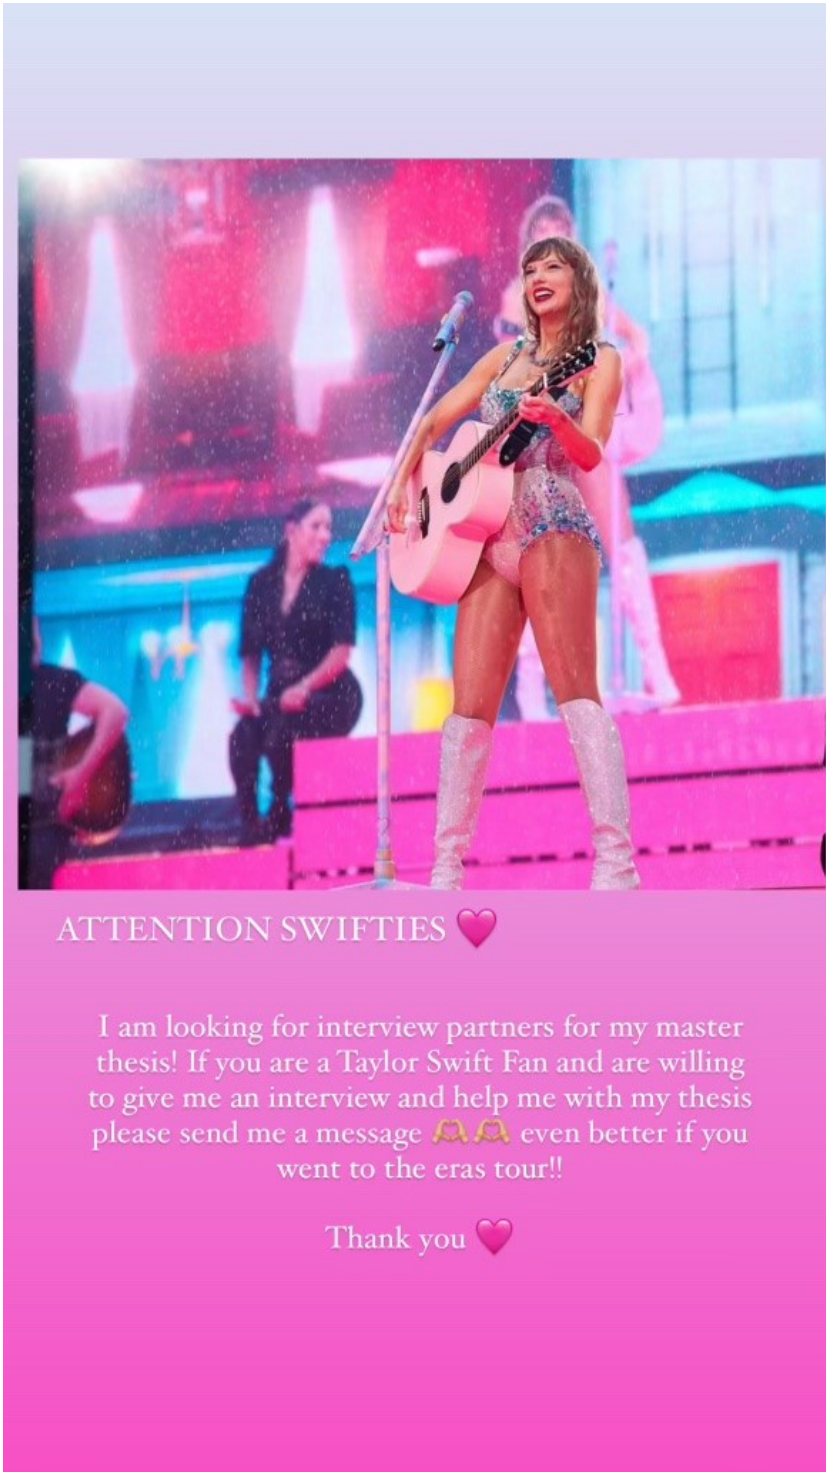 ATTENTION SWIFTIES 🩷
I am looking for interview partners for my master
thesis! If you are a Taylor Swift Fan and are willing
to give me an interview and help me with my thesis
please send me a message 🫶🫶 even better if you
went to the eras tour!!
Thank you 🩷